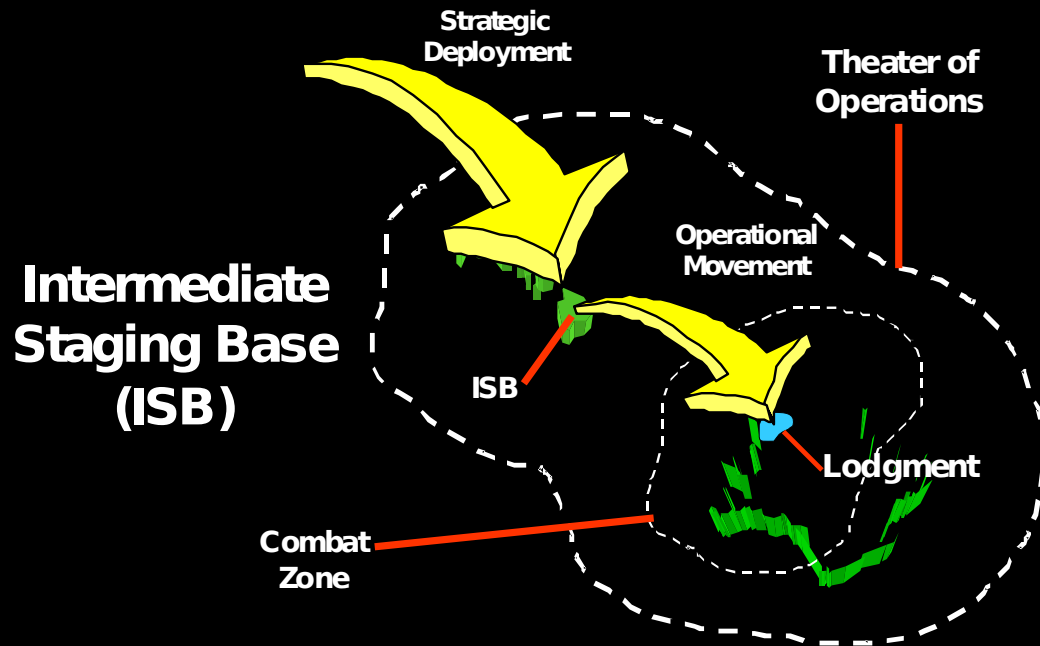 Strategic
Deployment
Theater of
Operations
Operational
Movement
Intermediate
Staging Base
(ISB)
ISB
Lodgment
Combat
Zone